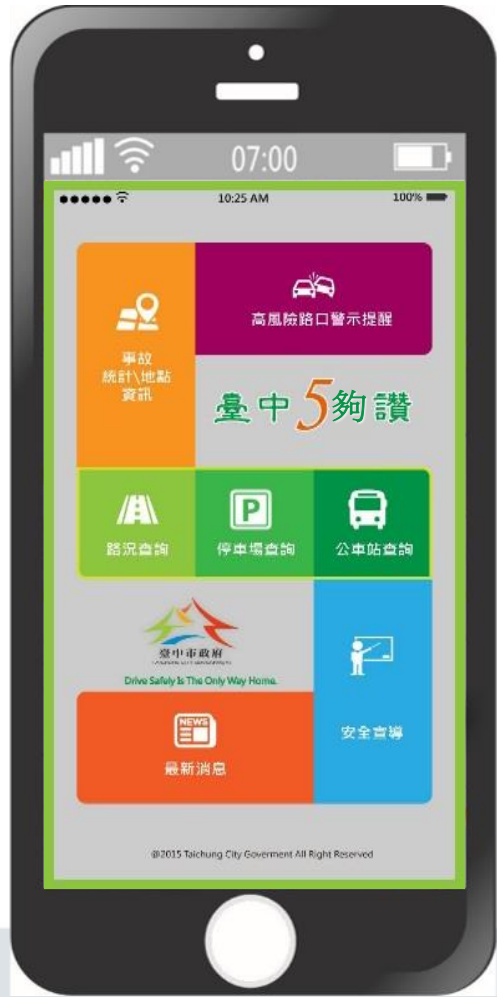 07:00
10:25 AM
100%
高風險路口警示提醒
事故
統計\地點
資訊
臺中5夠讚
P
路況查詢
停車場查詢
公車站查詢
臺中市政府
TAICHUNG CITY GOVERNMENT
Drive Safely Is The Only Way Home.
NEWS
最新消息
安全宣導
@2015 Taichung City Goverment All Right Reserved